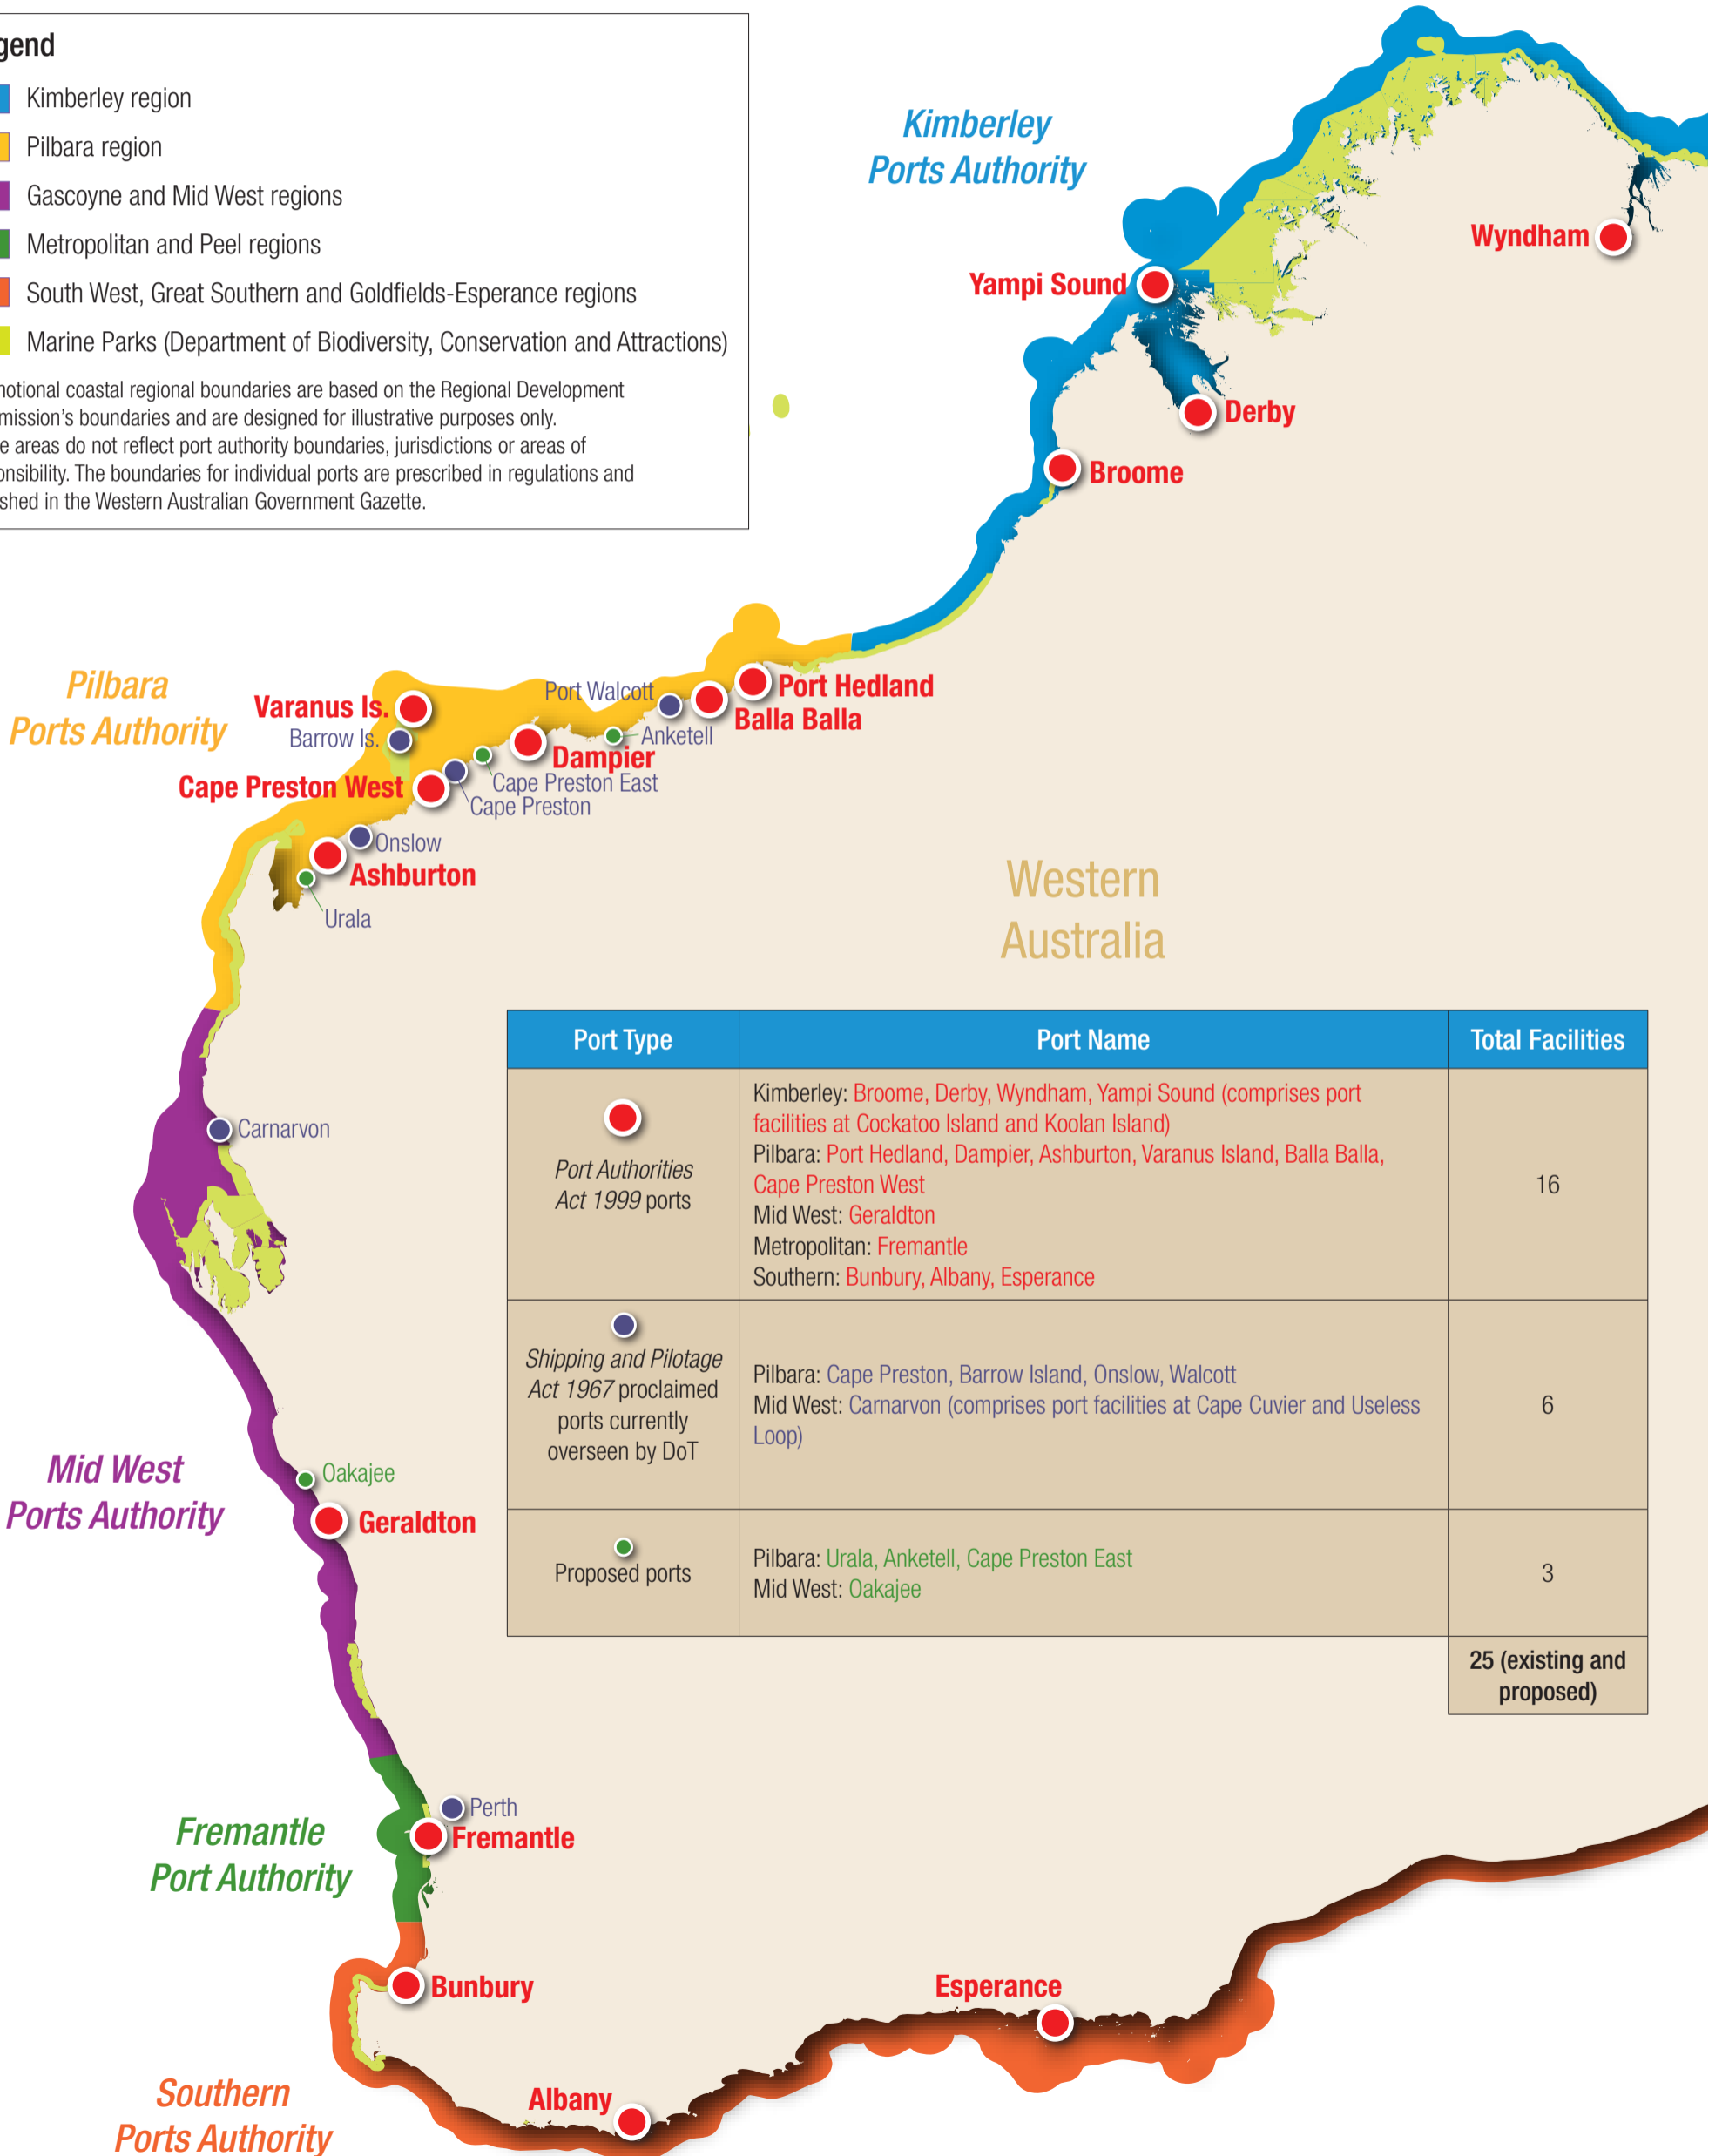 gend
Kimberley region
Pilbara region
Gascoyne and Mid West regions
Metropolitan and Peel regions
South West, Great Southern and Goldfields-Esperance regions
Marine Parks (Department of Biodiversity, Conservation and Attractions)
notional coastal regional boundaries are based on the Regional Development
mission's boundaries and are designed for illustrative purposes only.
e areas do not reflect port authority boundaries, jurisdictions or areas of
onsibility. The boundaries for individual ports are prescribed in regulations and
shed in the Western Australian Government Gazette.
Kimberley
Ports Authority
Wyndham
Yampi Sound
Derby
Broome
Pilbara
Ports Authority
Varanus Is.
Barrow Is.
Port Walcott
Port Hedland
Balla Balla
Anketell
Dampier
Cape Preston East
Cape Preston West
Cape Preston
Onslow
Ashburton
Urala
Western
Australia
Port Type
Port Name
Total Facilities
Port Authorities
Act 1999 ports
Kimberley: Broome, Derby, Wyndham, Yampi Sound (comprises port
facilities at Cockatoo Island and Koolan Island)
Pilbara: Port Hedland, Dampier, Ashburton, Varanus Island, Balla Balla,
Cape Preston West
Mid West: Geraldton
Metropolitan: Fremantle
Southern: Bunbury, Albany, Esperance
16
Shipping and Pilotage
Act 1967 proclaimed
ports currently
overseen by DoT
Pilbara: Cape Preston, Barrow Island, Onslow, Walcott
Mid West: Carnarvon (comprises port facilities at Cape Cuvier and Useless
Loop)
6
Proposed ports
Pilbara: Urala, Anketell, Cape Preston East
Mid West: Oakajee
3
25 (existing and
proposed)
Carnarvon
Mid West
Ports Authority
Oakajee
Geraldton
Perth
Fremantle
Fremantle
Port Authority
Bunbury
Esperance
Albany
Southern
Ports Authority